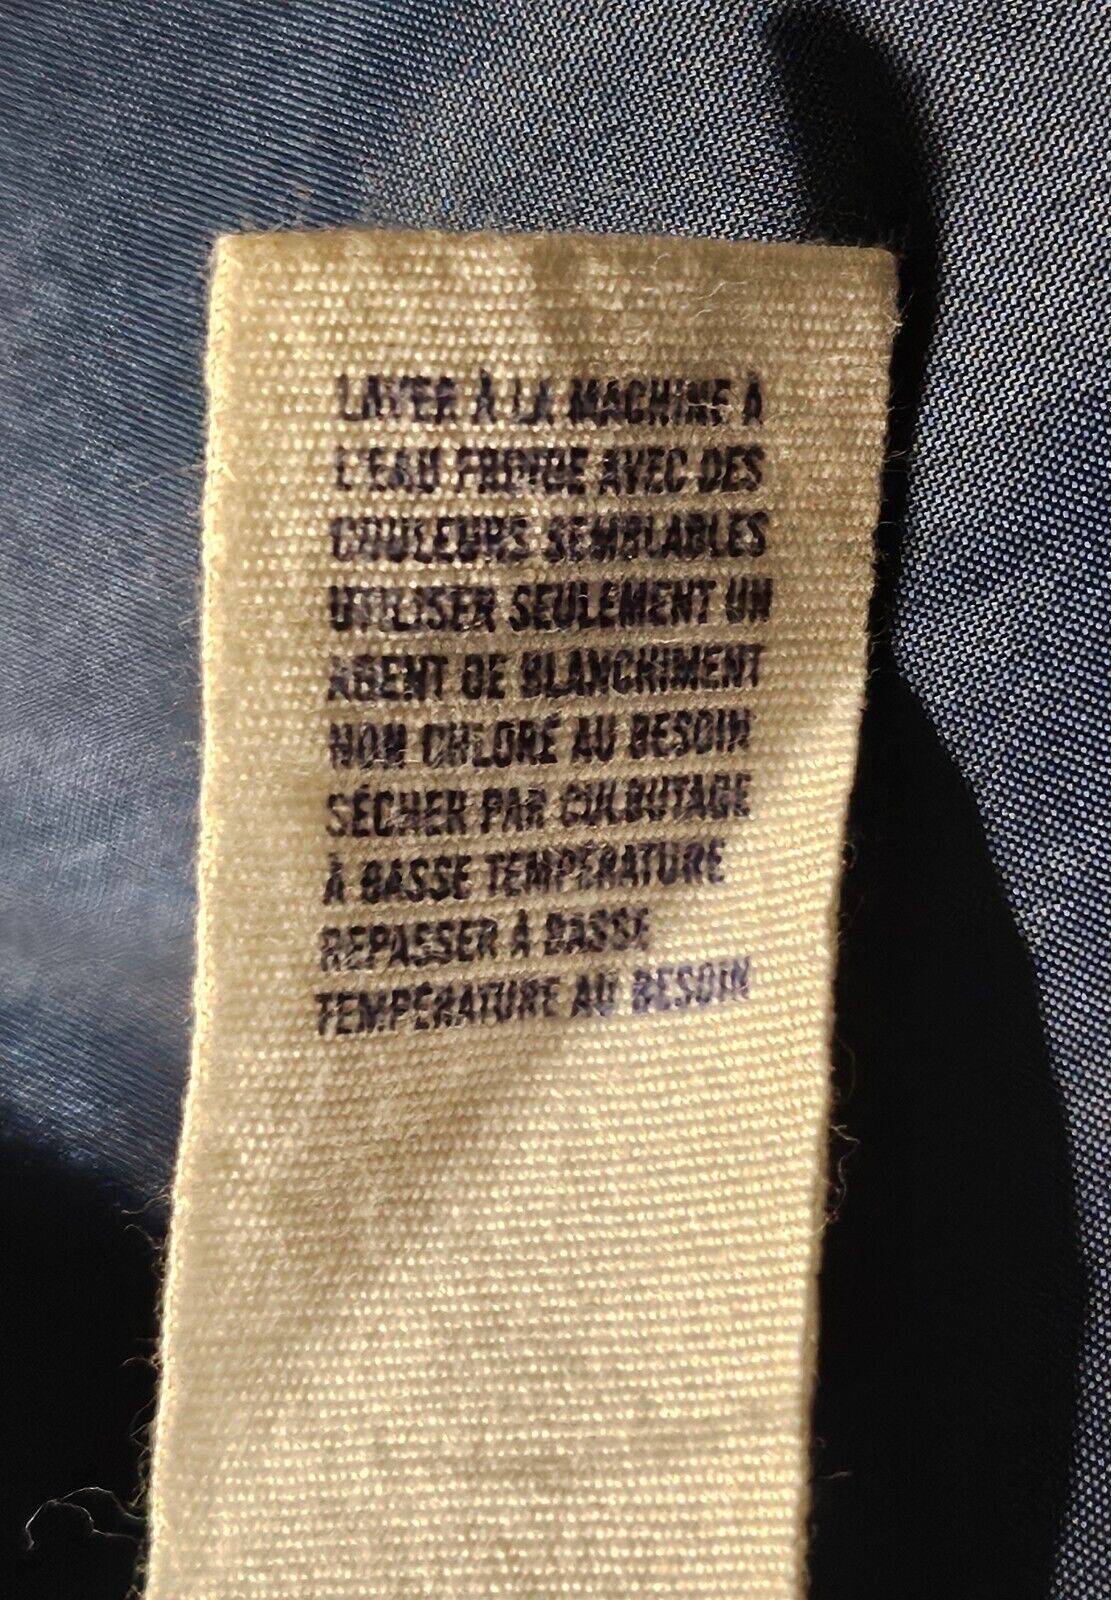 LAVER À LA MACHINE À
L'EAU FROIDE AVEC DES
COULEURS SEMBLABLES
UTILISER SEULEMENT UN
AGENT DE BLANCHIMENT
NON CHLORÉ AU BESOIN
SÉCHER PAR CULBUTAGE
À BASSE TEMPÉRATURE
REPASSER À BASSE
TEMPÉRATURE AU BESOIN